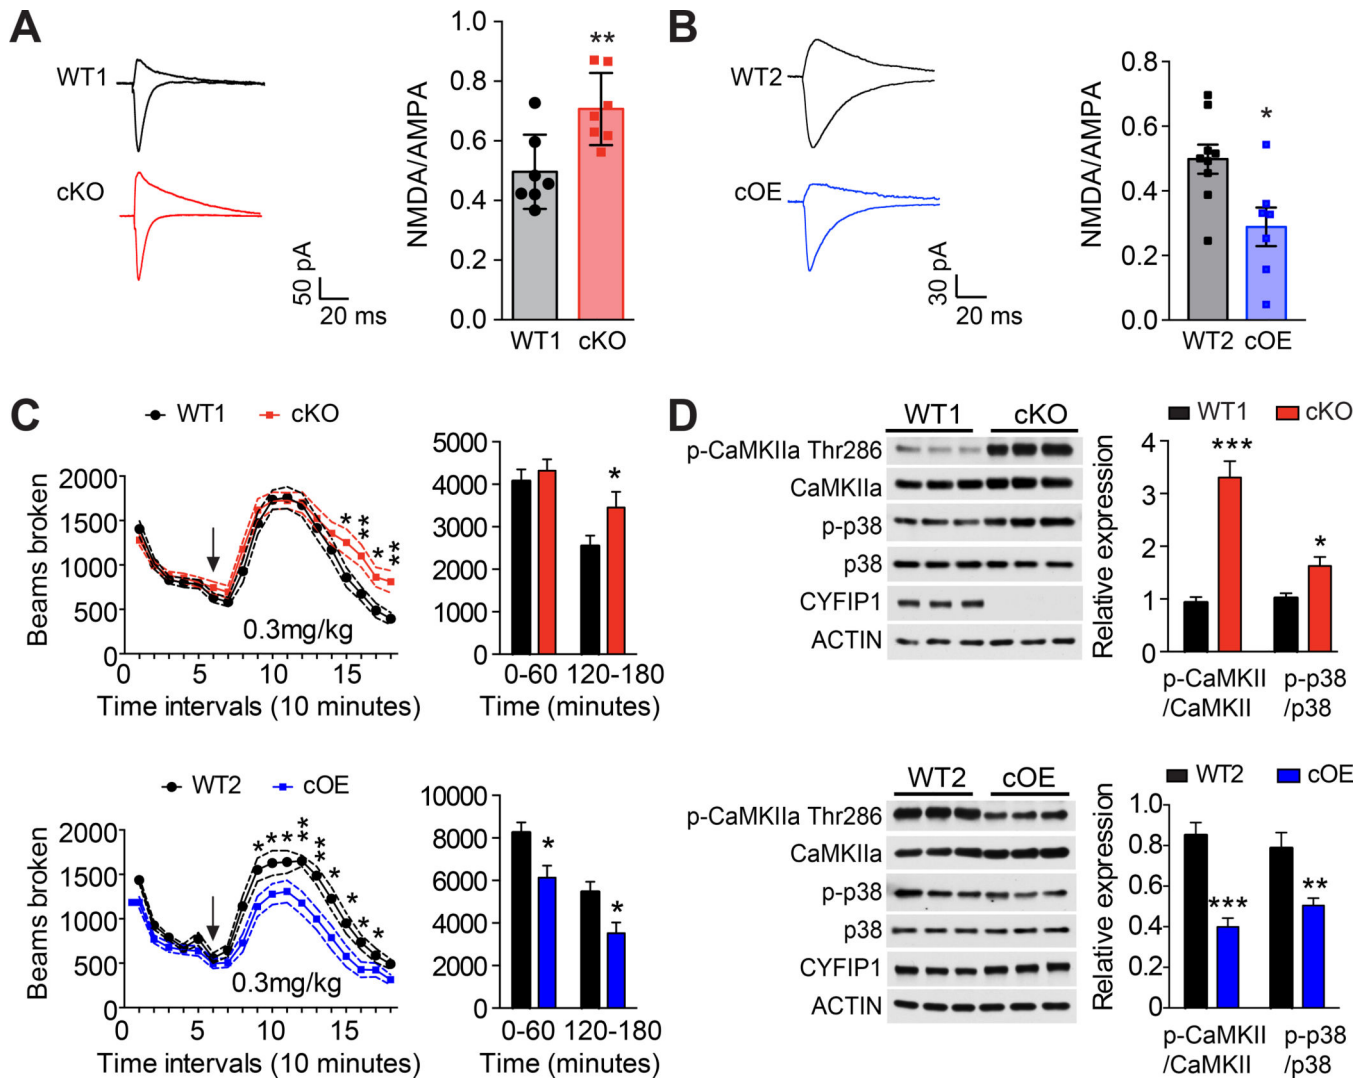 A
WT1
cKO
50 pA
20 ms
NMDA/AMPA
1.0
0.8
0.6
0.4
0.2
0.0
**
WT1 cKO
B
WT2
cOE
30 pA
20 ms
NMDA/AMPA
0.8
0.6
0.4
0.2
0.0
*
WT2 cOE
C
WT1 cKO
Beams broken
2000
1500
1000
500
0
* ** * **
0.3mg/kg
0 5 10 15
Time intervals (10 minutes)
5000
4000
3000
2000
1000
0
*
0-60 120-180
Time (minutes)
WT2 cOE
Beams broken
2000
1500
1000
500
0
* * * ** ** * * * *
0.3mg/kg
0 5 10 15
Time intervals (10 minutes)
10000
8000
6000
4000
2000
0
* *
0-60 120-180
Time (minutes)
D
WT1 cKO
p-CaMKIIa Thr286
CaMKIIa
p-p38
p38
CYFIP1
ACTIN
WT1 cKO
Relative expression
4
3
2
1
0
*** *
p-CaMKII p-p38
/CaMKII /p38
WT2 cOE
p-CaMKIIa Thr286
CaMKIIa
p-p38
p38
CYFIP1
ACTIN
WT2 cOE
Relative expression
1.0
0.8
0.6
0.4
0.2
0
*** **
p-CaMKII p-p38
/CaMKII /p38